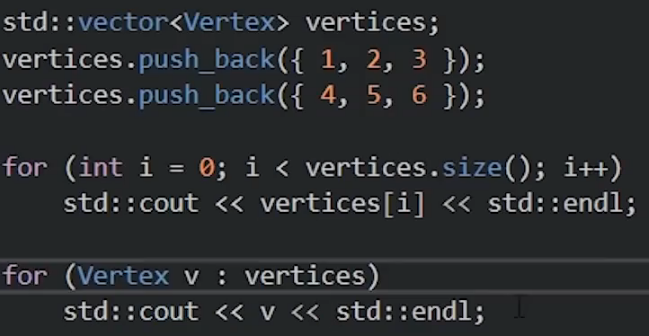 std::vector<Vertex> vertices;
vertices.push_back({ 1, 2, 3 });
vertices.push_back({ 4, 5, 6 });
for (int i = 0; i < vertices.size(); i++)
    std::cout << vertices[i] << std::endl;
for (Vertex v : vertices)
    std::cout << v << std::endl;